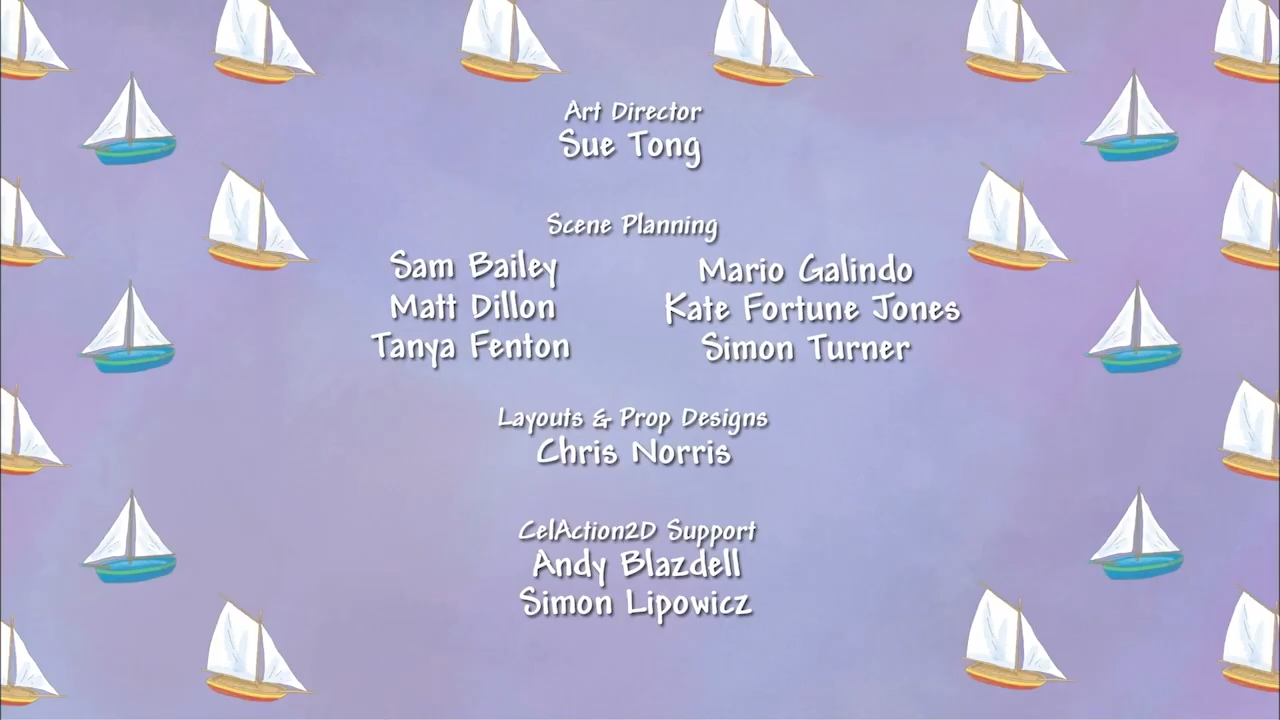 Art Director
Sue Tong
Scene Planning
Sam Bailey
Matt Dillon
Tanya Fenton
Mario Galindo
Kate Fortune Jones
Simon Turner
Layouts & Prop Designs
Chris Norris
CelAction2D Support
Andy Blazdell
Simon Lipowicz